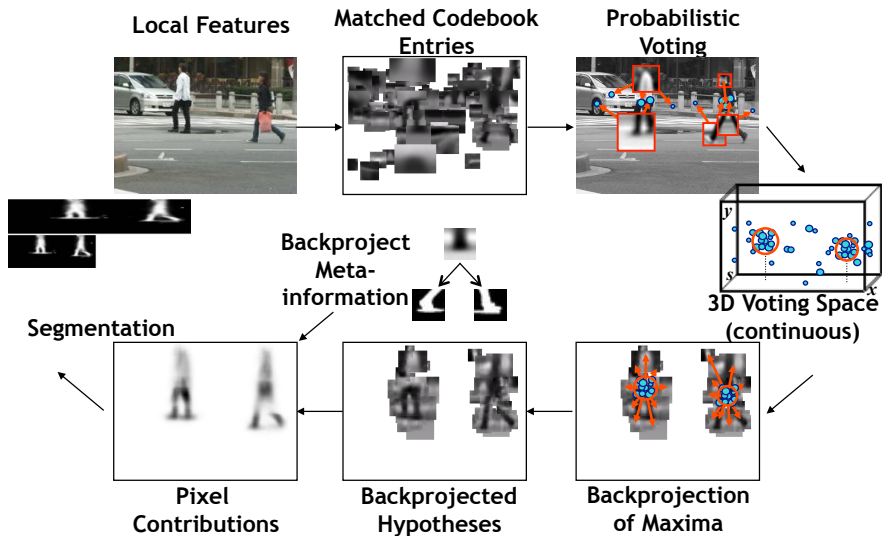 Local Features
Matched Codebook
Entries
Probabilistic
Voting
y
s
x
3D Voting Space
(continuous)
Backproject
Meta-
information
Segmentation
Pixel
Contributions
Backprojected
Hypotheses
Backprojection
of Maxima